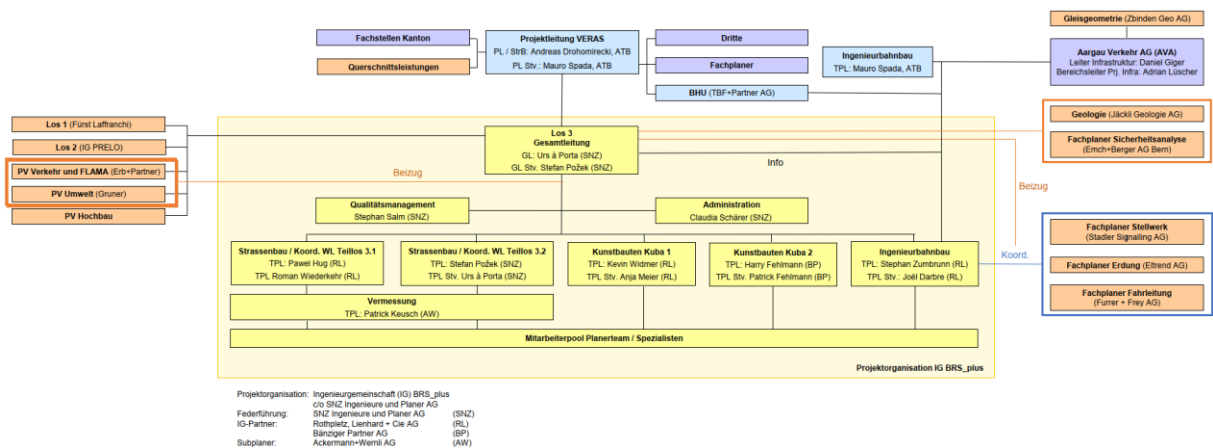 Gleisgeometrie (Zbinden Geo AG)
Fachstellen Kanton
Querschnittsleistungen
Projektleitung VERAS
PL / StrB: Andreas Drohomirecki, ATB
PL Stv.: Mauro Spada, ATB
Dritte
Fachplaner
BHU (TBF+Partner AG)
Ingenieurbahnbau
TPL: Mauro Spada, ATB
Aargau Verkehr AG (AVA)
Leiter Infrastruktur: Daniel Giger
Bereichsleiter Prj. Infra: Adrian Lüscher
Los 1 (Fürst Laffranchi)
Los 2 (IG PRELO)
PV Verkehr und FLAMA (Erb+Partner)
PV Umwelt (Gruner)
PV Hochbau
Beizug
Los 3
Gesamtleitung
GL: Urs à Porta (SNZ)
GL Stv. Stefan Požek (SNZ)
Info
Geologie (Jäckli Geologie AG)
Fachplaner Sicherheitsanalyse
(Emch+Berger AG Bern)
Beizug
Qualitätsmanagement
Stephan Salm (SNZ)
Administration
Claudia Schärer (SNZ)
Strassenbau / Koord. WL Teillos 3.1
TPL: Pawel Hug (RL)
TPL Roman Wiederkehr (RL)
Strassenbau / Koord. WL Teillos 3.2
TPL: Stefan Požek (SNZ)
TPL Stv. Urs à Porta (SNZ)
Kunstbauten Kuba 1
TPL: Kevin Widmer (RL)
TPL Stv. Anja Meier (RL)
Kunstbauten Kuba 2
TPL: Harry Fehlmann (BP)
TPL Stv. Patrick Fehlmann (BP)
Ingenieurbahnbau
TPL: Stephan Zumbrunn (RL)
TPL Stv.: Joël Darbre (RL)
Koord.
Fachplaner Stellwerk
(Stadler Signalling AG)
Fachplaner Erdung (Eltrend AG)
Fachplaner Fahrleitung
(Furrer + Frey AG)
Vermessung
TPL: Patrick Keusch (AW)
Mitarbeiterpool Planerteam / Spezialisten
Projektorganisation IG BRS_plus
Projektorganisation: Ingenieurgemeinschaft (IG) BRS_plus
c/o SNZ Ingenieure und Planer AG
Federführung: SNZ Ingenieure und Planer AG (SNZ)
IG-Partner: Rothpletz, Lienhard + Cie AG (RL)
Bänziger Partner AG (BP)
Subplaner: Ackermann+Wernli AG (AW)